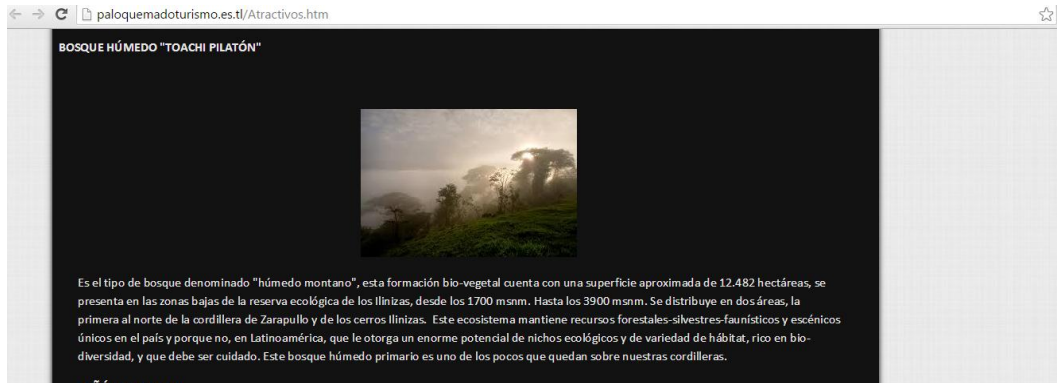 paloquemadoturismo.es.tl/Atractivos.htm
BOSQUE HÚMEDO "TOACHI PILATÓN"
Es el tipo de bosque denominado "húmedo montano", esta formación bio-vegetal cuenta con una superficie aproximada de 12.482 hectáreas, se
presenta en las zonas bajas de la reserva ecológica de los Ilinizas, desde los 1700 msnm. Hasta los 3900 msnm. Se distribuye en dos áreas, la
primera al norte de la cordillera de Zarapullo y de los cerros Ilinizas. Este ecosistema mantiene recursos forestales-silvestres-faunísticos y escénicos
únicos en el país y porque no, en Latinoamérica, que le otorga un enorme potencial de nichos ecológicos y de variedad de hábitat, rico en bio-
diversidad, y que debe ser cuidado. Este bosque húmedo primario es uno de los pocos que quedan sobre nuestras cordilleras.